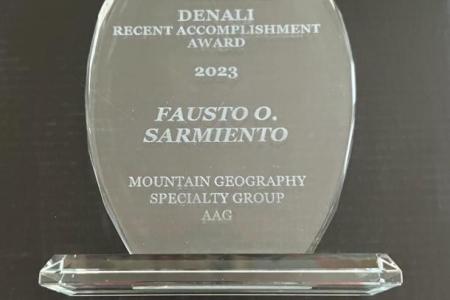 DENALI
RECENT ACCOMPLISHMENT
AWARD
2023
FAUSTO O.
SARMIENTO
MOUNTAIN GEOGRAPHY
SPECIALTY GROUP
AAG